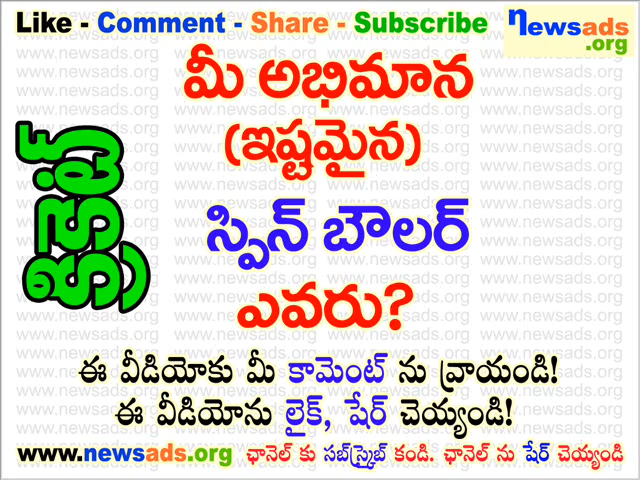 Like - Comment - Share - Subscribe
newsads
.org
మీ అభిమాన
(ఇష్టమైన)
క్రికెట్
స్పిన్ బౌలర్
ఎవరు?
ఈ వీడియోకు మీ కామెంట్ ను వ్రాయండి!
ఈ వీడియోను లైక్, షేర్ చెయ్యండి!
www.newsads.org ఛానెల్ కు సబ్‌స్క్రైబ్ కండి. ఛానెల్ ను షేర్ చెయ్యండి